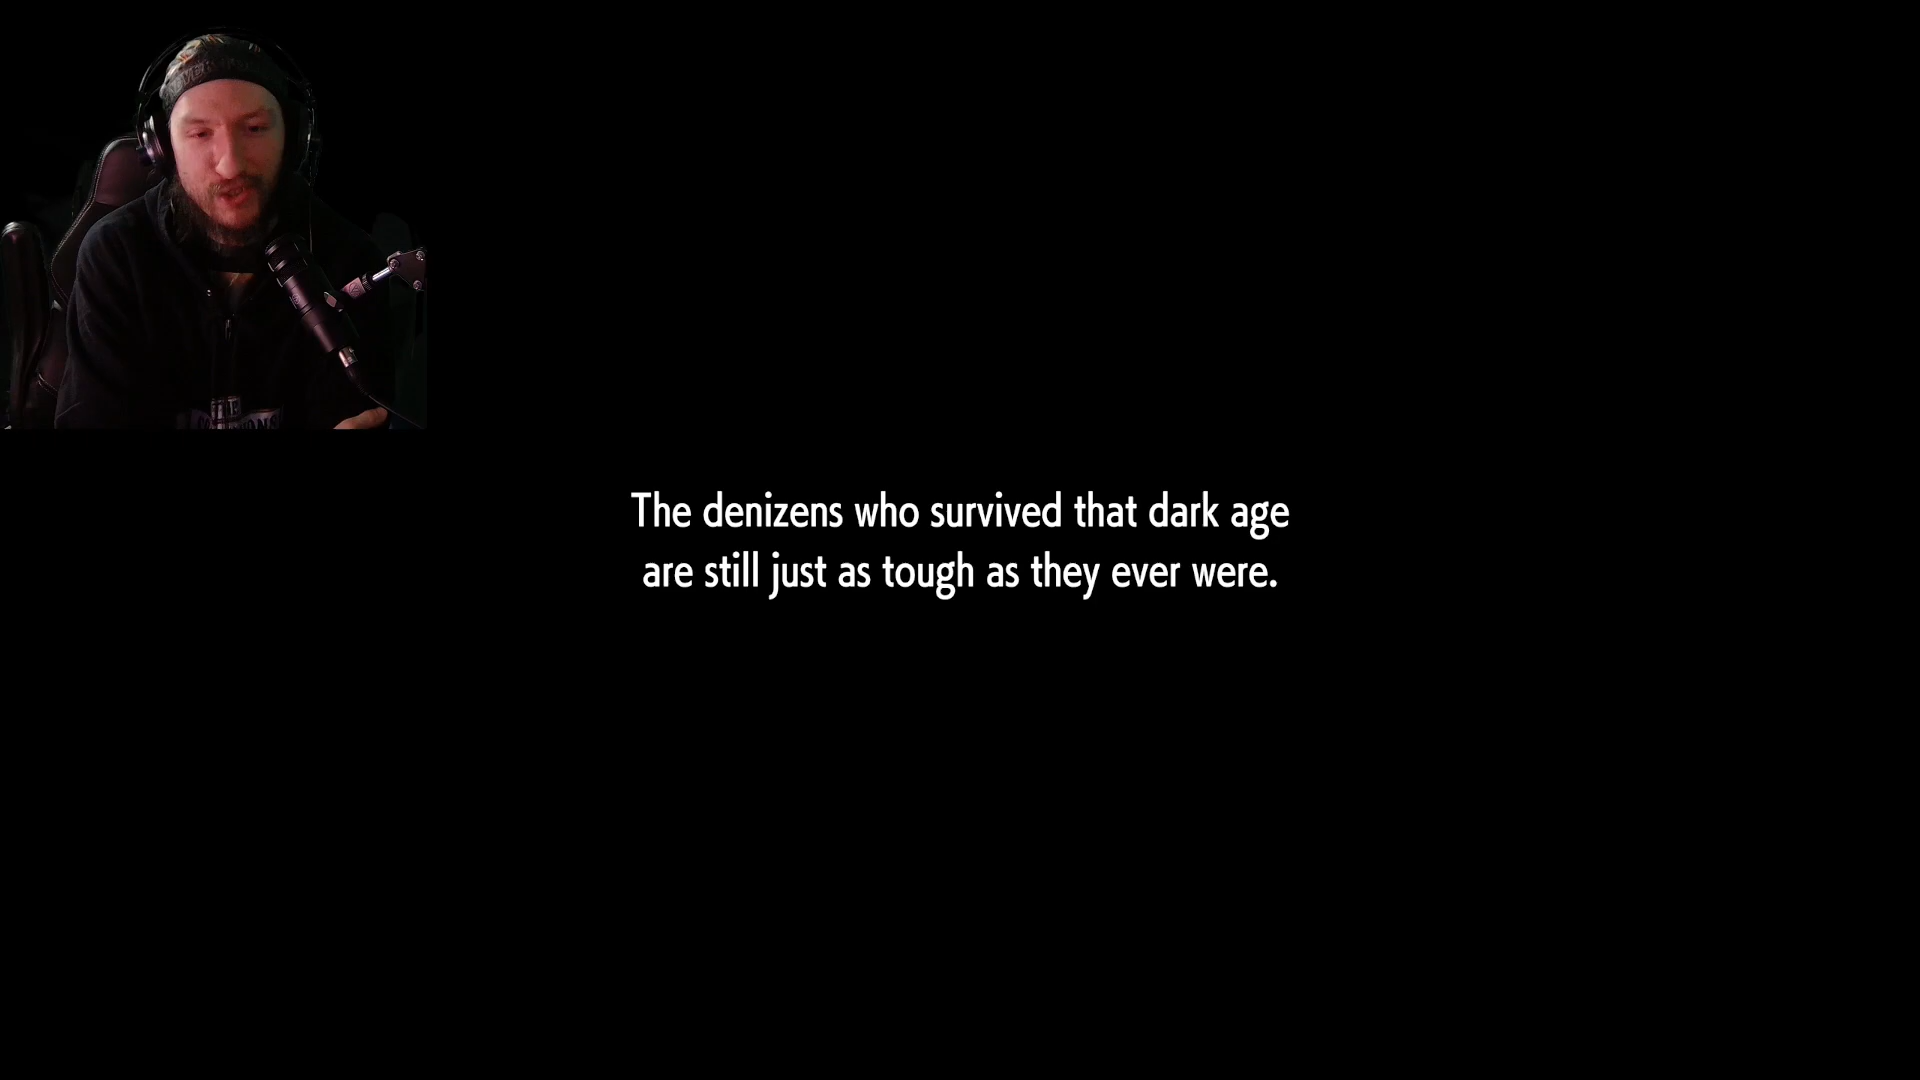 The denizens who survived that dark age
are still just as tough as they ever were.